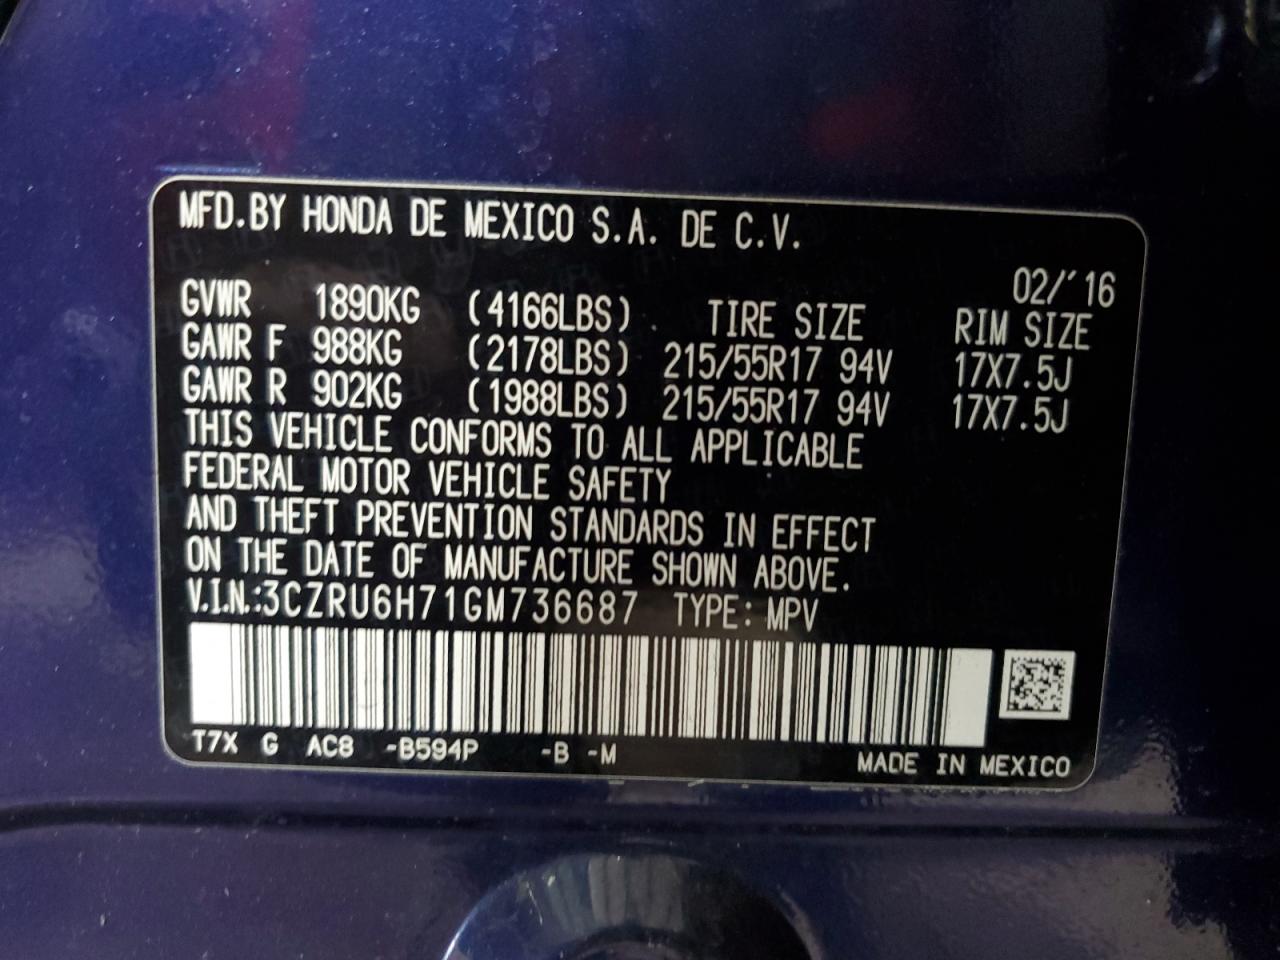 MFD.BY HONDA DE MEXICO S.A. DE C.V.
02/'16
GVWR 1890KG (4166LBS) TIRE SIZE RIM SIZE
GAWR F 988KG (2178LBS) 215/55R17 94V 17X7.5J
GAWR R 902KG (1988LBS) 215/55R17 94V 17X7.5J
THIS VEHICLE CONFORMS TO ALL APPLICABLE
FEDERAL MOTOR VEHICLE SAFETY
AND THEFT PREVENTION STANDARDS IN EFFECT
ON THE DATE OF MANUFACTURE SHOWN ABOVE.
V.I.N.:3CZRU6H71GM736687 TYPE: MPV
T7X G AC8 -B594P -B -M MADE IN MEXICO